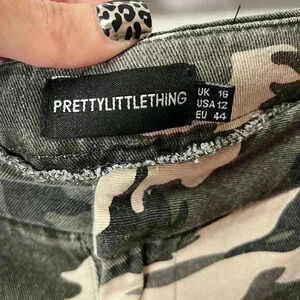 PRETTYLITTLETHING
UK 16
USA 12
EU 44